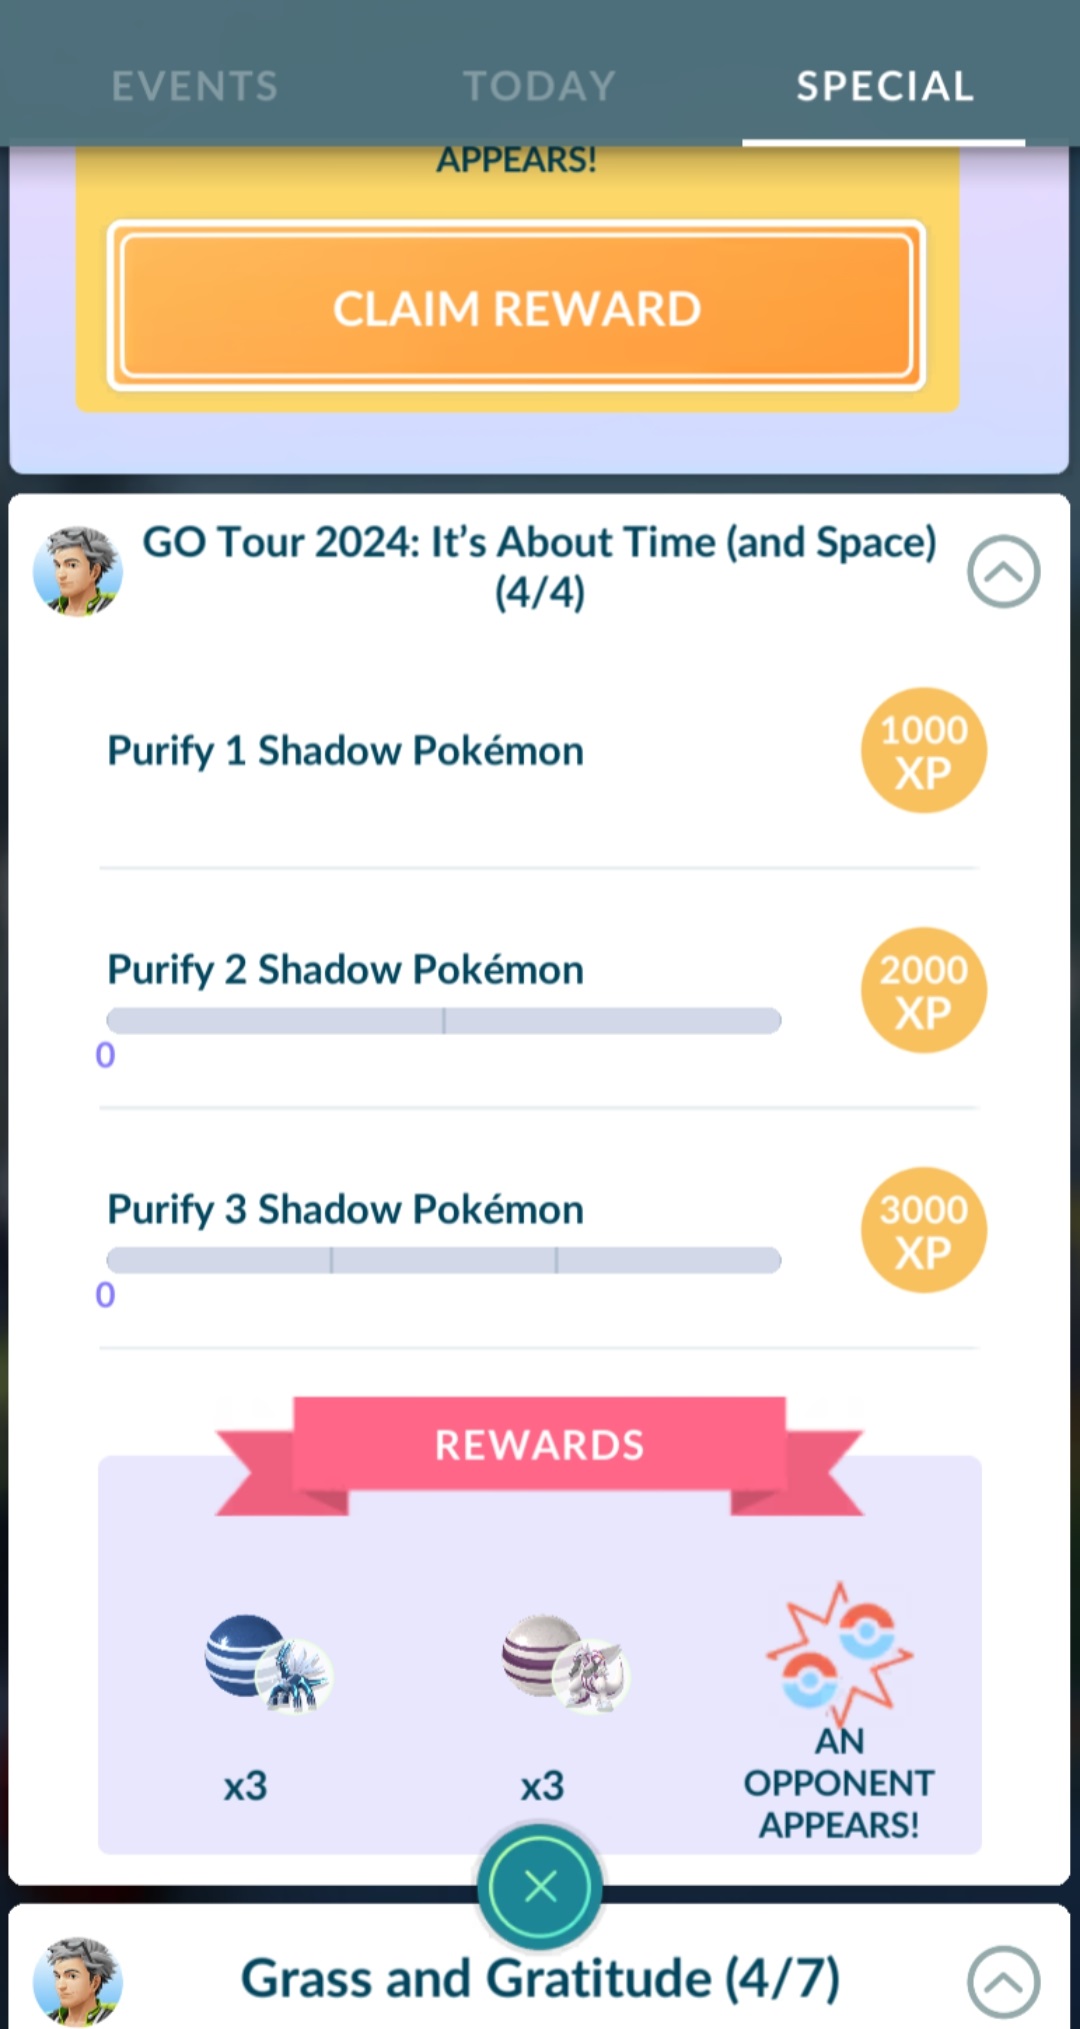 EVENTS
TODAY
SPECIAL
APPEARS!
CLAIM REWARD
GO Tour 2024: It’s About Time (and Space)
(4/4)
Purify 1 Shadow Pokémon
1000
XP
Purify 2 Shadow Pokémon
2000
XP
0
Purify 3 Shadow Pokémon
3000
XP
0
REWARDS
x3
x3
AN
OPPONENT
APPEARS!
Grass and Gratitude (4/7)